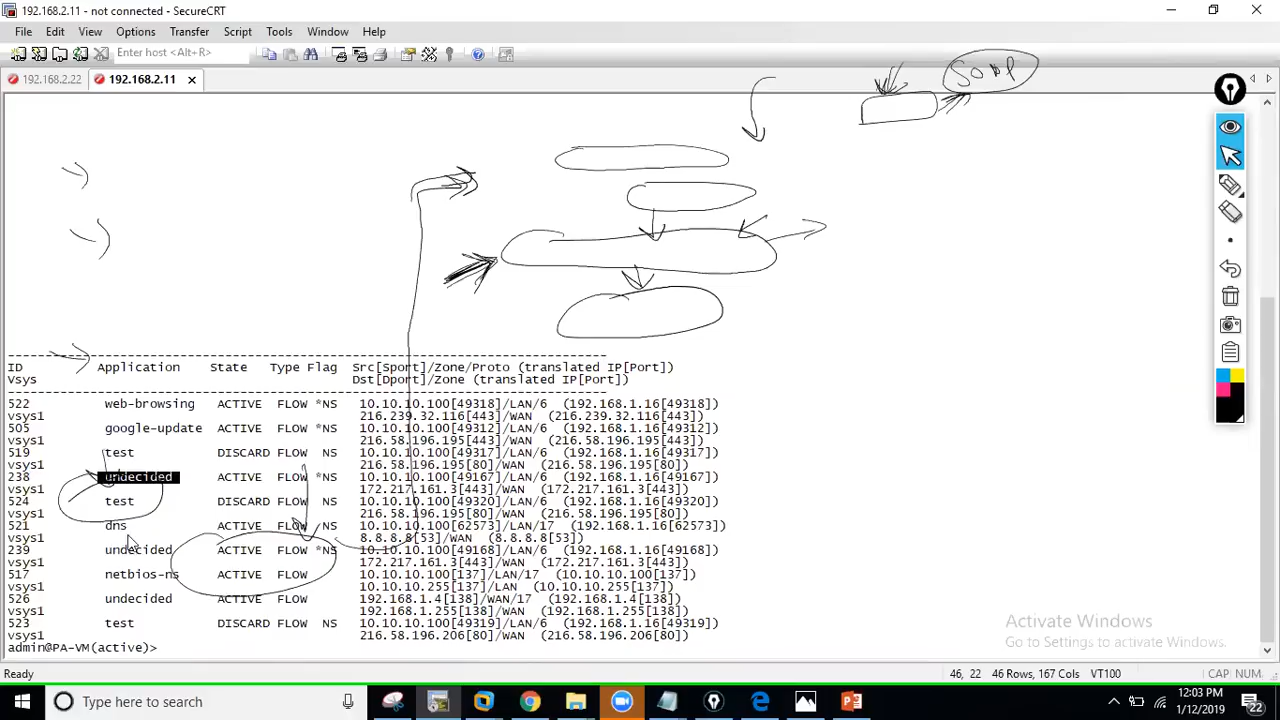 192.168.2.11 - not connected - SecureCRT
File Edit View Options Transfer Script Tools Window Help
Enter host <Alt+R>
192.168.2.22 192.168.2.11
--------------------------------------------------------------------------------
ID Application State Type Flag Src[Sport]/Zone/Proto (translated IP[Port])
Vsys Dst[Dport]/Zone (translated IP[Port])
--------------------------------------------------------------------------------
522 web-browsing ACTIVE FLOW *NS 10.10.10.100[49318]/LAN/6 (192.168.1.16[49318])
vsys1 216.239.32.116[443]/WAN (216.239.32.116[443])
505 google-update ACTIVE FLOW *NS 10.10.10.100[49312]/LAN/6 (192.168.1.16[49312])
vsys1 216.58.196.195[443]/WAN (216.58.196.195[443])
519 test DISCARD FLOW *NS 10.10.10.100[49317]/LAN/6 (192.168.1.16[49317])
vsys1 216.58.196.195[80]/WAN (216.58.196.195[80])
238 undecided ACTIVE FLOW *NS 10.10.10.100[49167]/LAN/6 (192.168.1.16[49167])
vsys1 172.217.161.3[443]/WAN (172.217.161.3[443])
524 test DISCARD FLOW *NS 10.10.10.100[49320]/LAN/6 (192.168.1.16[49320])
vsys1 216.58.196.195[80]/WAN (216.58.196.195[80])
521 dns ACTIVE FLOW NS 10.10.10.100[62573]/LAN/17 (192.168.1.16[62573])
vsys1 8.8.8.8[53]/WAN (8.8.8.8[53])
239 undecided ACTIVE FLOW *NS 10.10.10.100[49168]/LAN/6 (192.168.1.16[49168])
vsys1 172.217.161.3[443]/WAN (172.217.161.3[443])
517 netbios-ns ACTIVE FLOW 10.10.10.100[137]/LAN/17 (10.10.10.100[137])
vsys1 10.10.10.255[137]/LAN (10.10.10.255[137])
526 undecided ACTIVE FLOW 192.168.1.4[138]/WAN/17 (192.168.1.4[138])
vsys1 192.168.1.255[138]/WAN (192.168.1.255[138])
523 test DISCARD FLOW NS 10.10.10.100[49319]/LAN/6 (192.168.1.16[49319])
vsys1 216.58.196.206[80]/WAN (216.58.196.206[80])
admin@PA-VM(active)>
Activate Windows
Go to Settings to activate Windows.
Ready 46, 22 46 Rows, 167 Cols VT100 CAP NUM
Type here to search
12:03 PM
1/12/2019
22